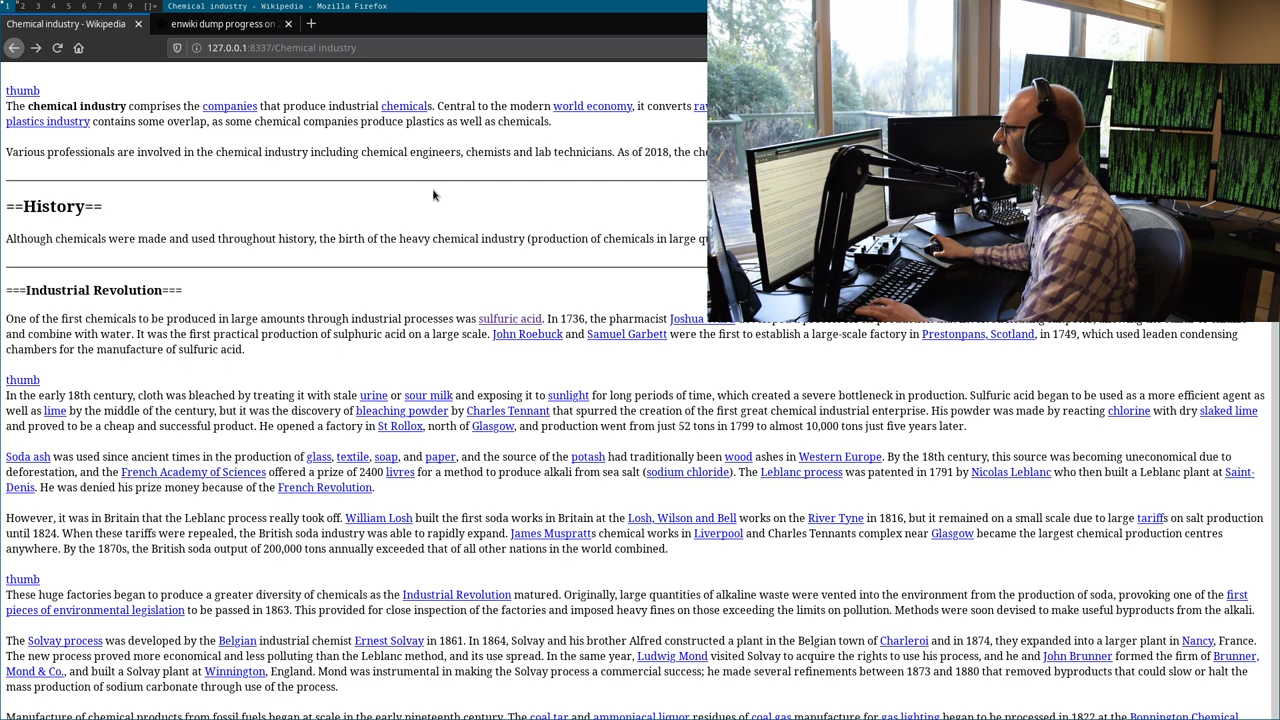 1 2 3 4 5 6 7 8 9 []= Chemical industry - Wikipedia - Mozilla Firefox
Chemical industry - Wikipedia enwiki dump progress on
127.0.0.1:8337/Chemical industry
thumb
The chemical industry comprises the companies that produce industrial chemicals. Central to the modern world economy, it converts
plastics industry contains some overlap, as some chemical companies produce plastics as well as chemicals.
Various professionals are involved in the chemical industry including chemical engineers, chemists and lab technicians. As of 2018, the
==History==
Although chemicals were made and used throughout history, the birth of the heavy chemical industry (production of chemicals in large
===Industrial Revolution===
One of the first chemicals to be produced in large amounts through industrial processes was sulfuric acid. In 1736, the pharmacist Joshua
and combine with water. It was the first practical production of sulphuric acid on a large scale. John Roebuck and Samuel Garbett were the first to establish a large-scale factory in Prestonpans, Scotland, in 1749, which used leaden condensing
chambers for the manufacture of sulfuric acid.
thumb
In the early 18th century, cloth was bleached by treating it with stale urine or sour milk and exposing it to sunlight for long periods of time, which created a severe bottleneck in production. Sulfuric acid began to be used as a more efficient agent as
well as lime by the middle of the century, but it was the discovery of bleaching powder by Charles Tennant that spurred the creation of the first great chemical industrial enterprise. His powder was made by reacting chlorine with dry slaked lime
and proved to be a cheap and successful product. He opened a factory in St Rollox, north of Glasgow, and production went from just 52 tons in 1799 to almost 10,000 tons just five years later.
Soda ash was used since ancient times in the production of glass, textile, soap, and paper, and the source of the potash had traditionally been wood ashes in Western Europe. By the 18th century, this source was becoming uneconomical due to
deforestation, and the French Academy of Sciences offered a prize of 2400 livres for a method to produce alkali from sea salt (sodium chloride). The Leblanc process was patented in 1791 by Nicolas Leblanc who then built a Leblanc plant at Saint-
Denis. He was denied his prize money because of the French Revolution.
However, it was in Britain that the Leblanc process really took off. William Losh built the first soda works in Britain at the Losh, Wilson and Bell works on the River Tyne in 1816, but it remained on a small scale due to large tariffs on salt production
until 1824. When these tariffs were repealed, the British soda industry was able to rapidly expand. James Muspratts chemical works in Liverpool and Charles Tennants complex near Glasgow became the largest chemical production centres
anywhere. By the 1870s, the British soda output of 200,000 tons annually exceeded that of all other nations in the world combined.
thumb
These huge factories began to produce a greater diversity of chemicals as the Industrial Revolution matured. Originally, large quantities of alkaline waste were vented into the environment from the production of soda, provoking one of the first
pieces of environmental legislation to be passed in 1863. This provided for close inspection of the factories and imposed heavy fines on those exceeding the limits on pollution. Methods were soon devised to make useful byproducts from the alkali.
The Solvay process was developed by the Belgian industrial chemist Ernest Solvay in 1861. In 1864, Solvay and his brother Alfred constructed a plant in the Belgian town of Charleroi and in 1874, they expanded into a larger plant in Nancy, France.
The new process proved more economical and less polluting than the Leblanc method, and its use spread. In the same year, Ludwig Mond visited Solvay to acquire the rights to use his process, and he and John Brunner formed the firm of Brunner,
Mond & Co., and built a Solvay plant at Winnington, England. Mond was instrumental in making the Solvay process a commercial success; he made several refinements between 1873 and 1880 that removed byproducts that could slow or halt the
mass production of sodium carbonate through use of the process.
Manufacture of chemical products from fossil fuels began at scale in the early nineteenth century. The coal tar and ammoniacal liquor residues of coal gas manufacture for gas lighting began to be processed in 1822 at the Bonnington Chemical